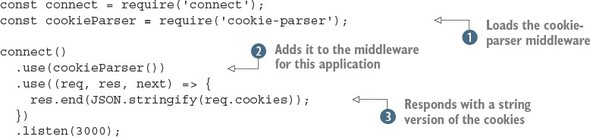 const connect = require('connect');
const cookieParser = require('cookie-parser');
1 Loads the cookie-
parser middleware
connect()
2 Adds it to the middleware
for this application
.use(cookieParser())
.use((req, res, next) => {
res.end(JSON.stringify(req.cookies));
3 Responds with a string
version of the cookies
})
.listen(3000);